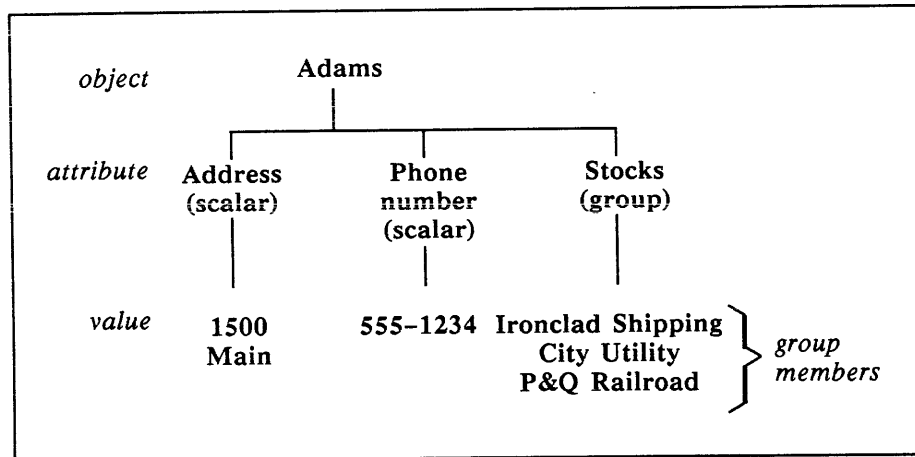 object Adams
attribute Address Phone Stocks
(scalar) number (group)
(scalar)
value 1500 555-1234 Ironclad Shipping
Main City Utility
P&Q Railroad
group
members